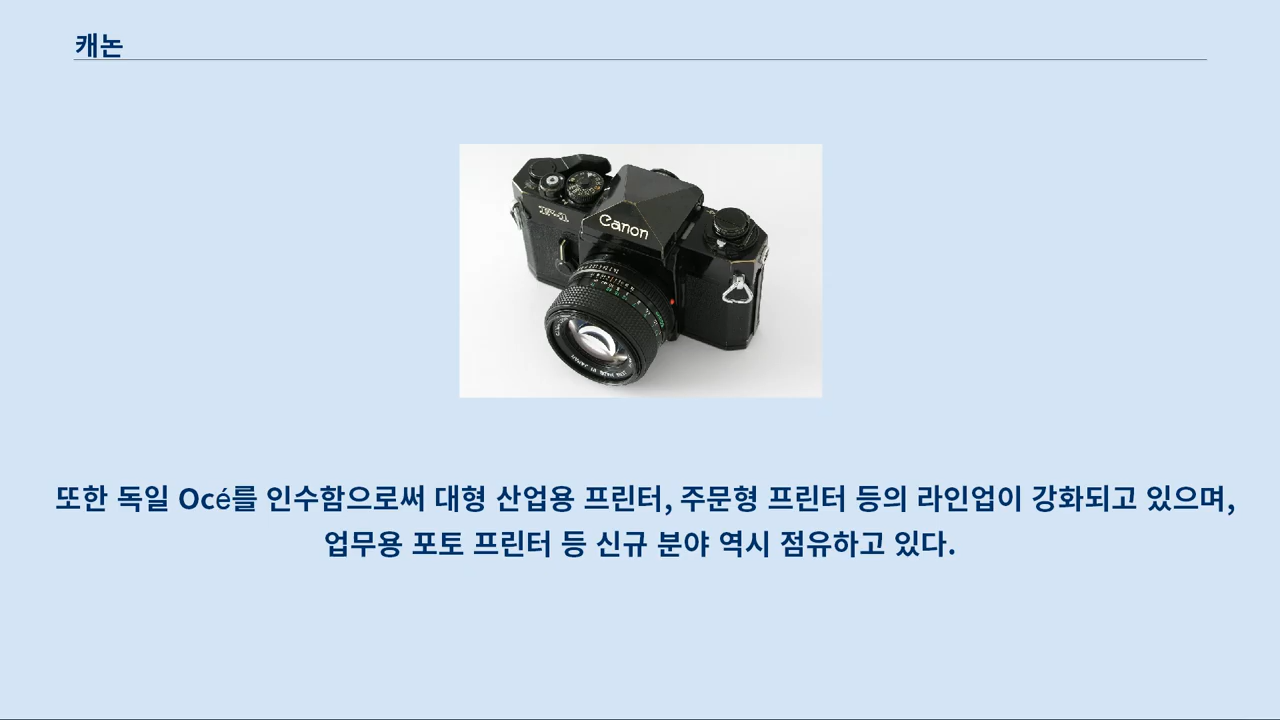 캐논
F-1
Canon
또한 독일 Océ를 인수함으로써 대형 산업용 프린터, 주문형 프린터 등의 라인업이 강화되고 있으며,
업무용 포토 프린터 등 신규 분야 역시 점유하고 있다.